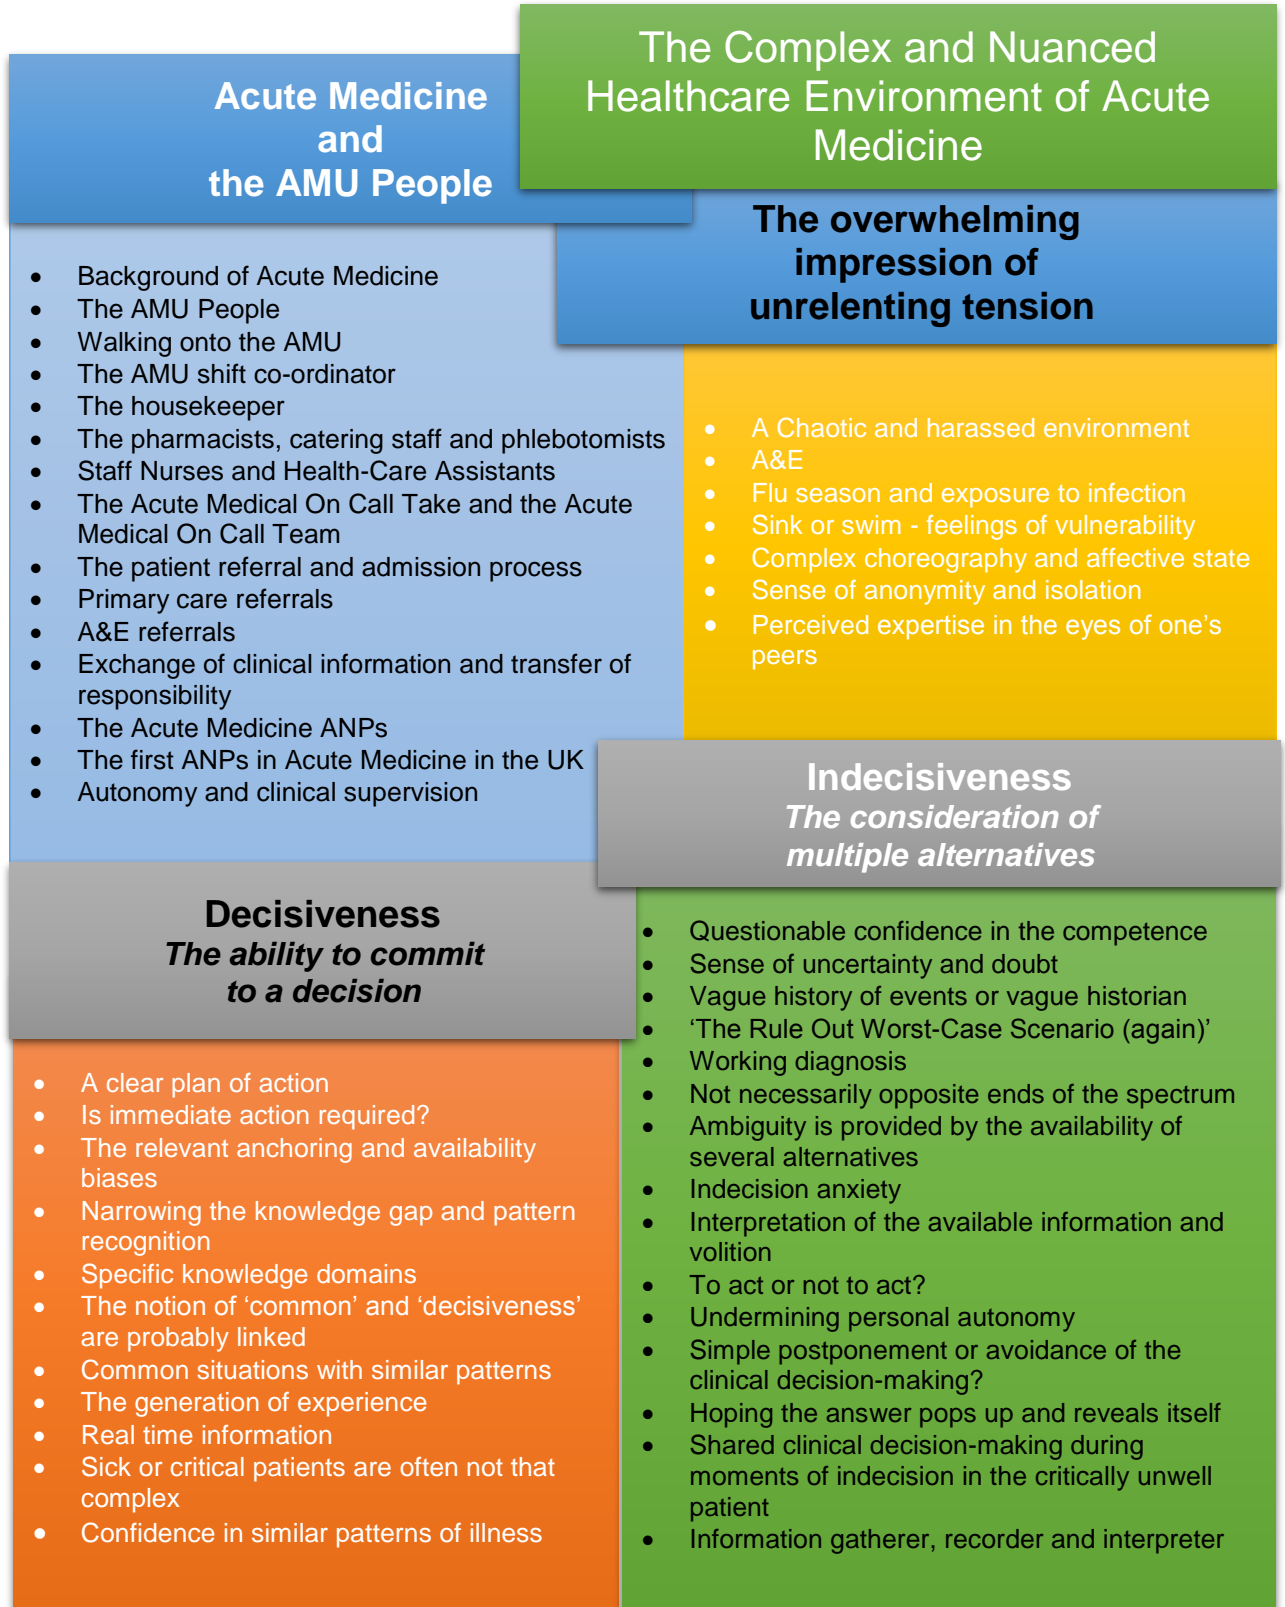 The Complex and Nuanced
Healthcare Environment of Acute
Medicine
Acute Medicine
and
the AMU People
• Background of Acute Medicine
• The AMU People
• Walking onto the AMU
• The AMU shift co-ordinator
• The housekeeper
• The pharmacists, catering staff and phlebotomists
• Staff Nurses and Health-Care Assistants
• The Acute Medical On Call Take and the Acute
Medical On Call Team
• The patient referral and admission process
• Primary care referrals
• A&E referrals
• Exchange of clinical information and transfer of
responsibility
• The Acute Medicine ANPs
• The first ANPs in Acute Medicine in the UK
• Autonomy and clinical supervision
The overwhelming
impression of
unrelenting tension
• A Chaotic and harassed environment
• A&E
• Flu season and exposure to infection
• Sink or swim - feelings of vulnerability
• Complex choreography and affective state
• Sense of anonymity and isolation
• Perceived expertise in the eyes of one’s
peers
Decisiveness
The ability to commit
to a decision
• A clear plan of action
• Is immediate action required?
• The relevant anchoring and availability
biases
• Narrowing the knowledge gap and pattern
recognition
• Specific knowledge domains
• The notion of ‘common’ and ‘decisiveness’
are probably linked
• Common situations with similar patterns
• The generation of experience
• Real time information
• Sick or critical patients are often not that
complex
• Confidence in similar patterns of illness
Indecisiveness
The consideration of
multiple alternatives
• Questionable confidence in the competence
• Sense of uncertainty and doubt
• Vague history of events or vague historian
• ‘The Rule Out Worst-Case Scenario (again)’
• Working diagnosis
• Not necessarily opposite ends of the spectrum
• Ambiguity is provided by the availability of
several alternatives
• Indecision anxiety
• Interpretation of the available information and
volition
• To act or not to act?
• Undermining personal autonomy
• Simple postponement or avoidance of the
clinical decision-making?
• Hoping the answer pops up and reveals itself
• Shared clinical decision-making during
moments of indecision in the critically unwell
patient
• Information gatherer, recorder and interpreter